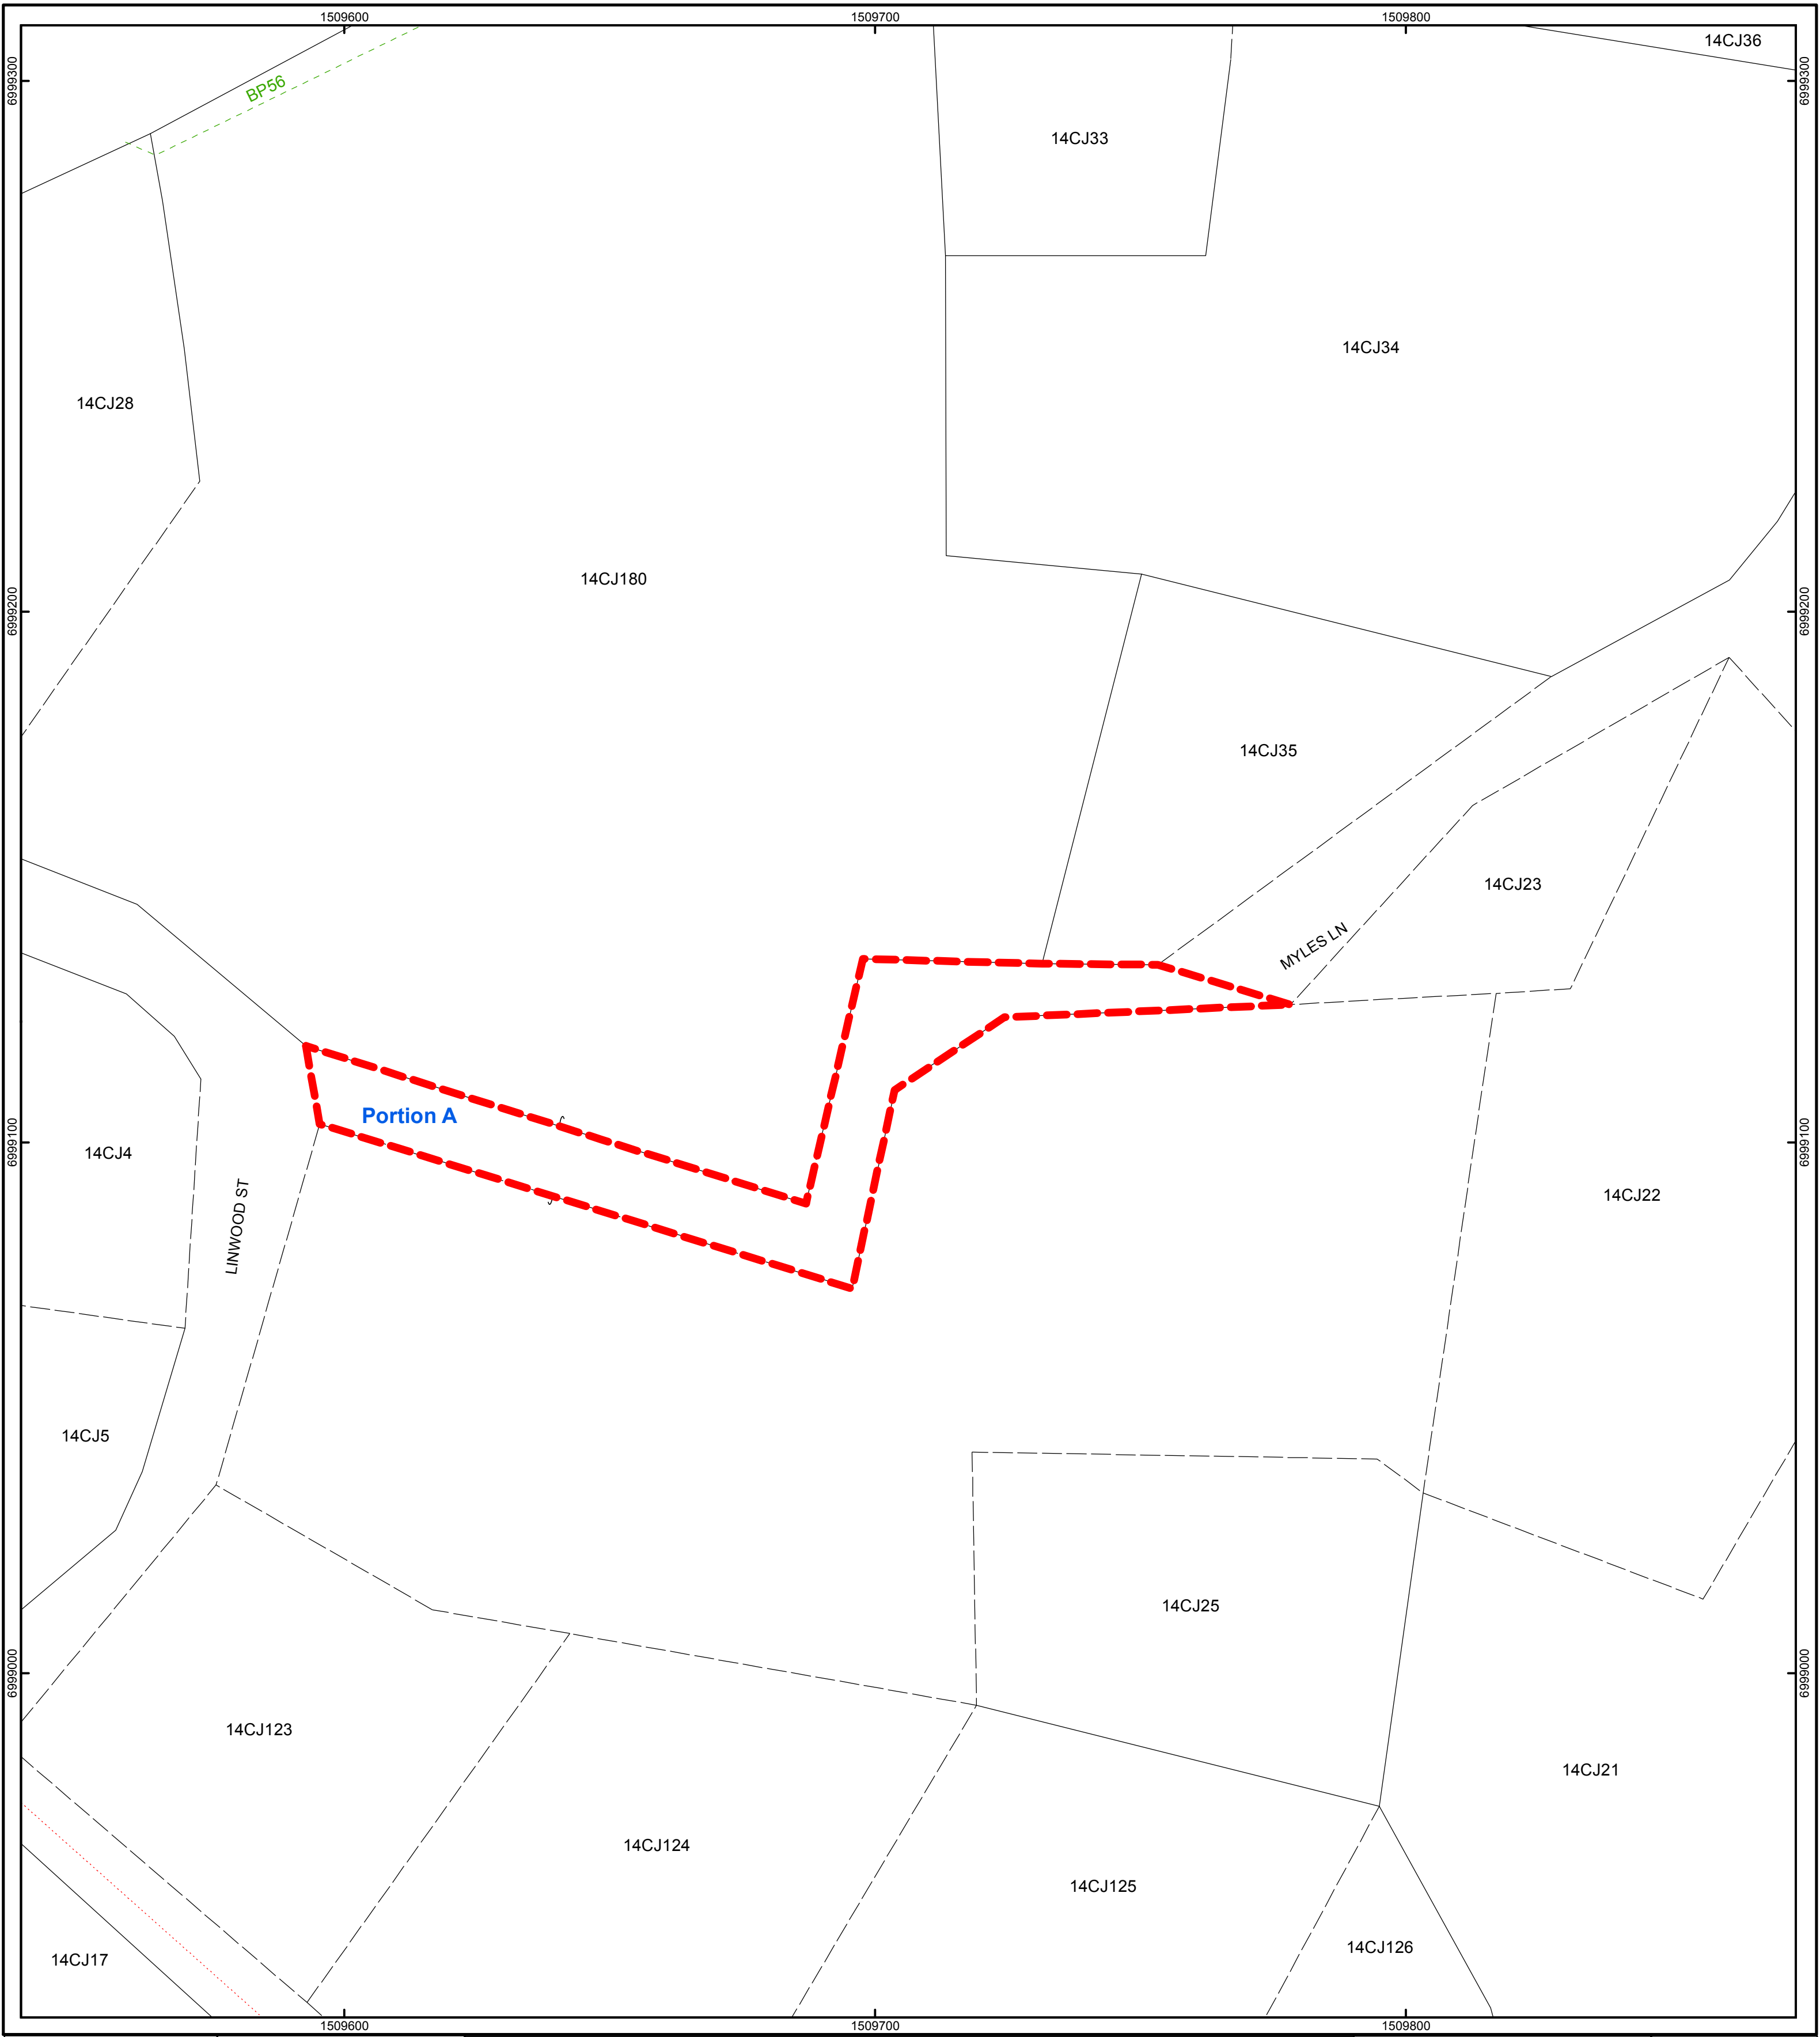 1509600
1509700
1509800
6999300
6999300
14CJ36
BP56
14CJ33
14CJ34
14CJ28
14CJ180
6999200
6999200
14CJ35
14CJ23
MYLES LN
Portion A
6999100
6999100
14CJ4
14CJ22
LINWOOD ST
14CJ5
14CJ25
6999000
6999000
14CJ123
14CJ21
14CJ124
14CJ125
14CJ126
14CJ17
1509600
1509700
1509800